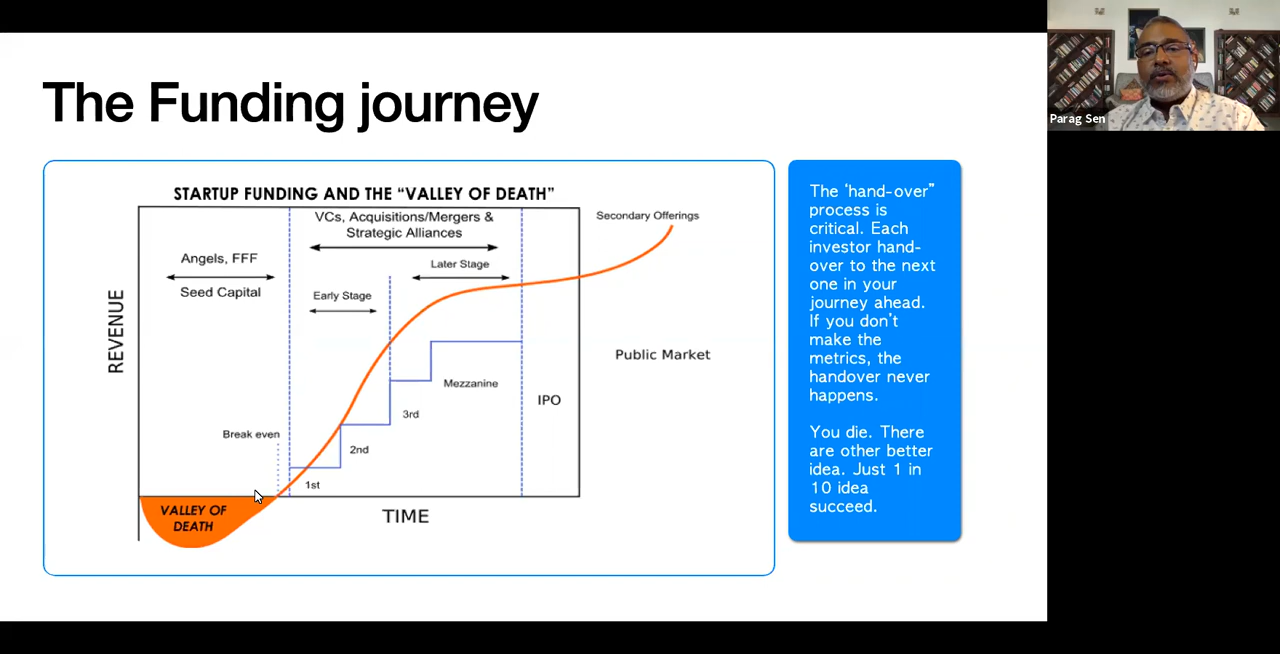 The Funding journey
STARTUP FUNDING AND THE “VALLEY OF DEATH”
VCs, Acquisitions/Mergers &
Strategic Alliances
Secondary Offerings
Angels, FFF
Later Stage
Seed Capital
Early Stage
REVENUE
Public Market
Mezzanine
IPO
3rd
Break even
2nd
1st
VALLEY OF
DEATH
TIME
The ‘hand-over”
process is
critical. Each
investor hand-
over to the next
one in your
journey ahead.
If you don’t
make the
metrics, the
handover never
happens.
You die. There
are other better
idea. Just 1 in
10 idea
succeed.
Parag Sen